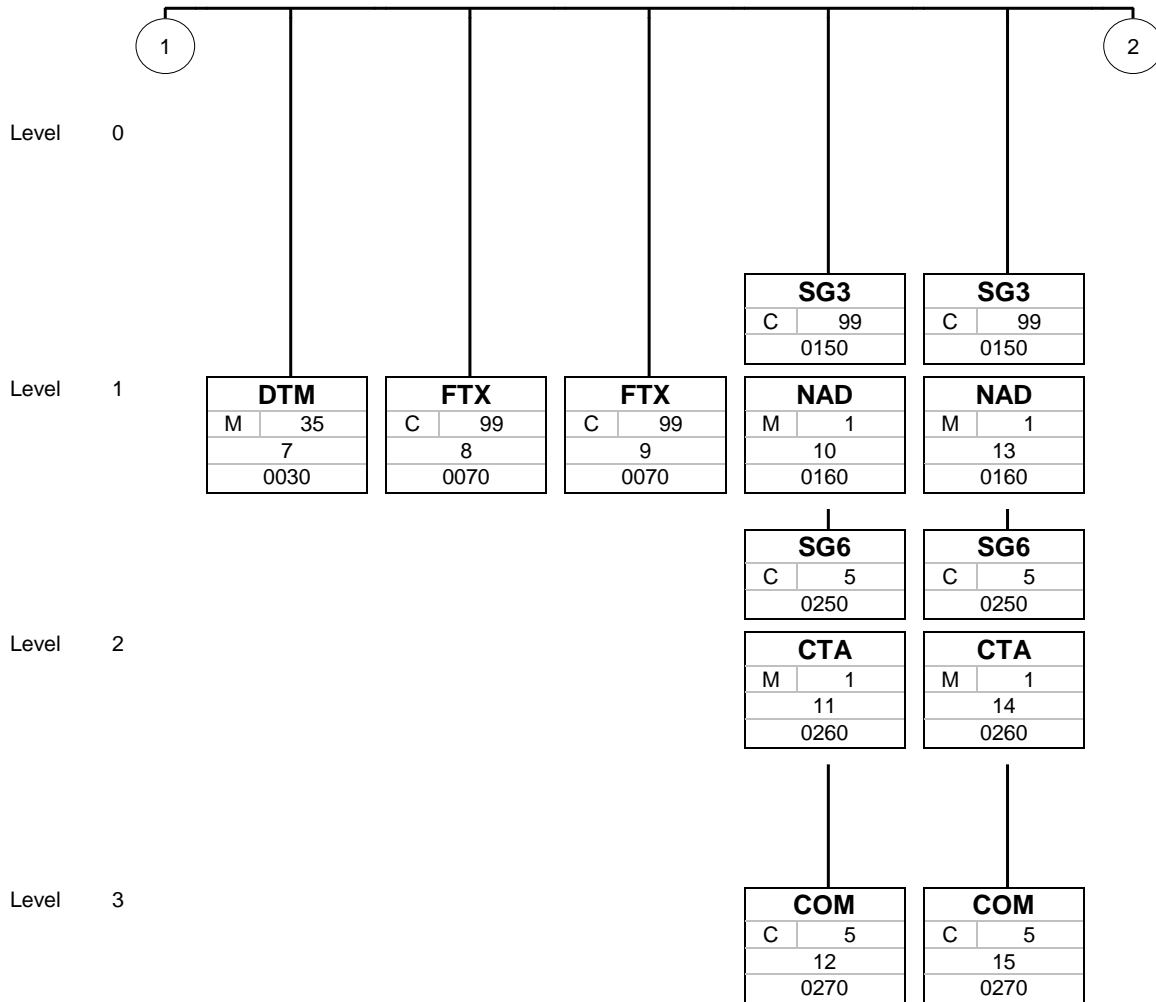 1 2
Level 0
SG3 SG3
C 99 C 99
0150 0150
Level 1
DTM FTX FTX NAD NAD
M 35 C 99 C 99 M 1 M 1
7 8 9 10 13
0030 0070 0070 0160 0160
SG6 SG6
C 5 C 5
0250 0250
Level 2
CTA CTA
M 1 M 1
11 14
0260 0260
Level 3
COM COM
C 5 C 5
12 15
0270 0270